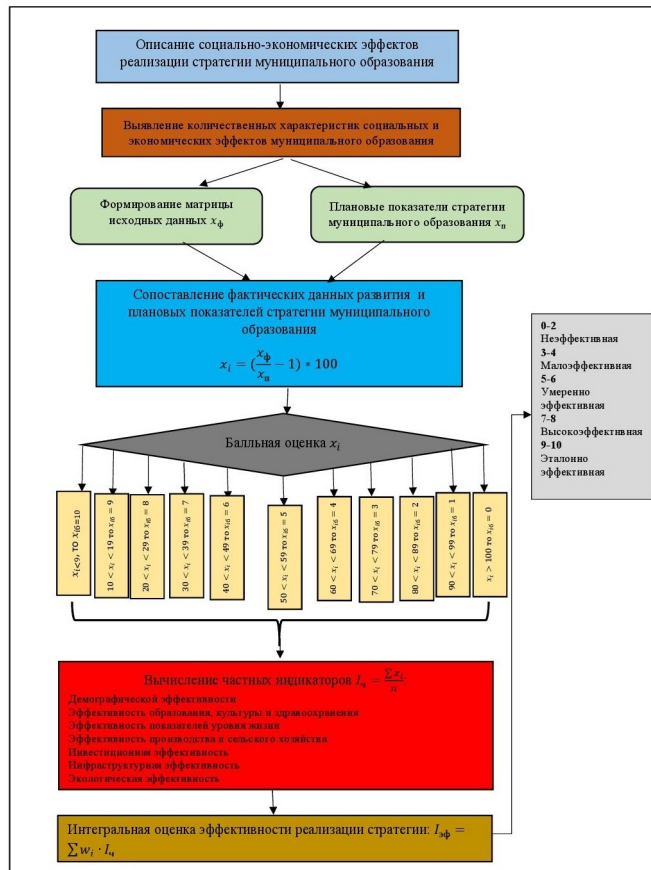 Описание социально-экономических эффектов
реализации стратегии муниципального образования
Выявление количественных характеристик социальных и
экономических эффектов муниципального образования
Формирование матрицы
исходных данных xф
Плановые показатели стратегии
муниципального образования xп
Сопоставление фактических данных развития и
плановых показателей стратегии муниципального
образования
xᵢ = (xф/xп − 1) * 100
0-2
Неэффективная
3-4
Малоэффективная
5-6
Умеренно
эффективная
7-8
Высокоэффективная
9-10
Эталонно
эффективная
Балльная оценка xᵢ
xᵢ<9, то xᵢб=10
10 < xᵢ < 19 то xᵢб = 9
20 < xᵢ < 29 то xᵢб = 8
30 < xᵢ < 39 то xᵢб = 7
40 < xᵢ < 49 то xᵢб = 6
50 < xᵢ < 59 то xᵢб = 5
60 < xᵢ < 69 то xᵢб = 4
70 < xᵢ < 79 то xᵢб = 3
80 < xᵢ < 89 то xᵢб = 2
90 < xᵢ < 99 то xᵢб = 1
xᵢ > 100 то xᵢб = 0
Вычисление частных индикаторов Iч = ∑xᵢ/n
Демографической эффективности
Эффективность образования, культуры и здравоохранения
Эффективность показателей уровня жизни
Эффективность производства и сельского хозяйства
Инвестиционная эффективность
Инфраструктурная эффективность
Экологическая эффективность
Интегральная оценка эффективности реализации стратегии: Iэф =
∑wᵢ · Iч